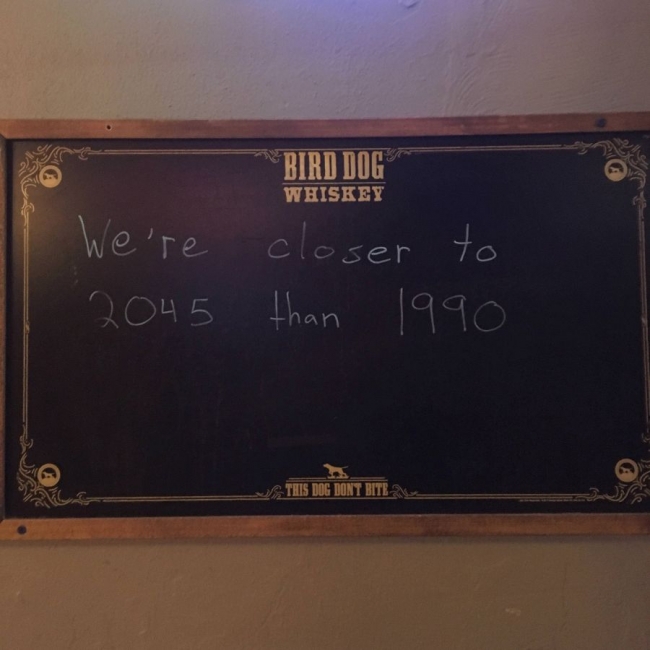 BIRD DOG
WHISKEY
We're closer to
2045 than 1990
THIS DOG DON'T BITE